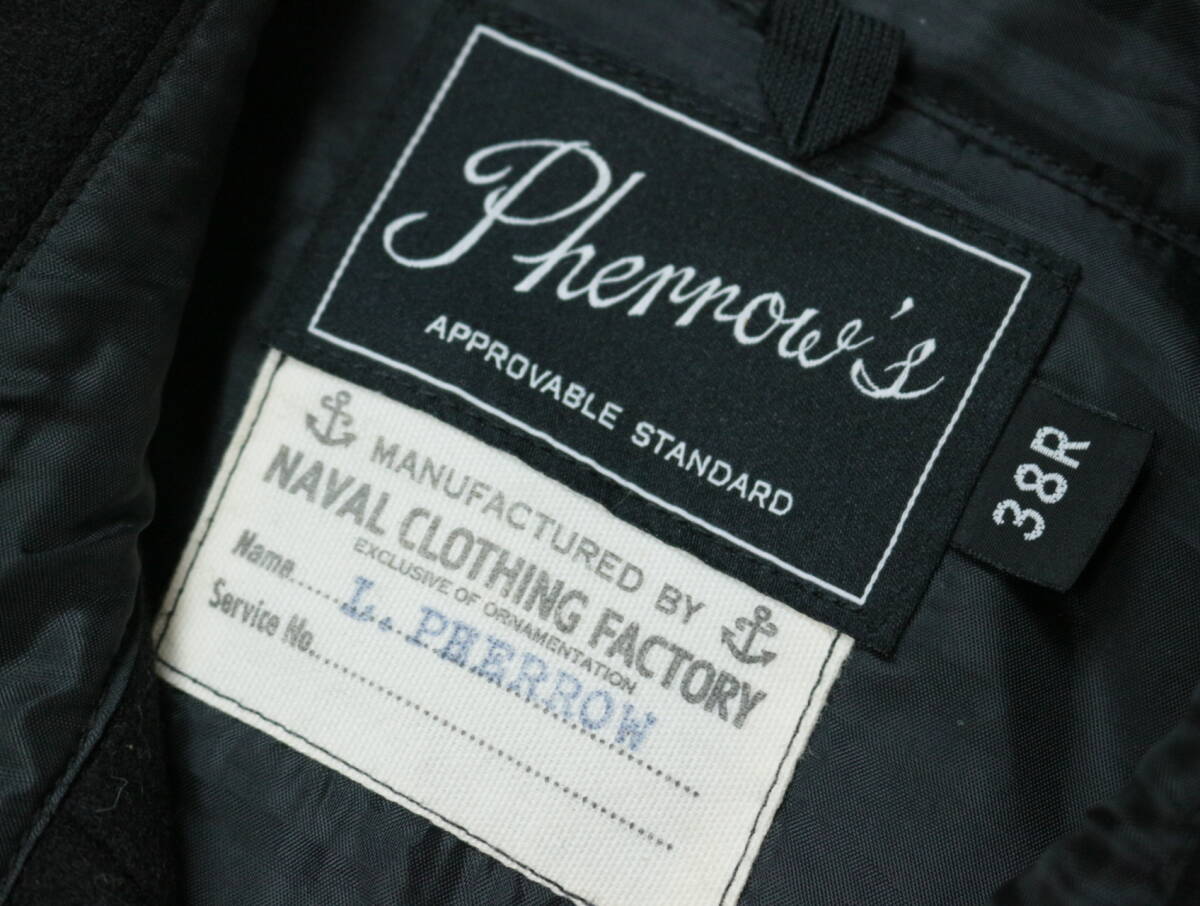 Pherrow's
APPROVABLE STANDARD
38R
MANUFACTURED BY
NAVAL CLOTHING FACTORY
EXCLUSIVE OF ORNAMENTATION
Name..... L. PHERROW
Service No.